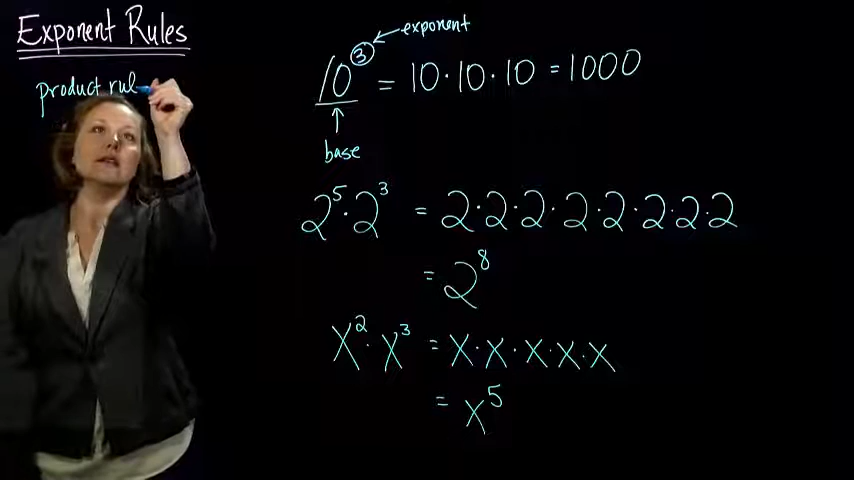 Exponent Rules
product rul
exponent
10³ = 10·10·10 = 1000
base
2⁵·2³ = 2·2·2·2·2·2·2·2
= 2⁸
x²·x³ = x·x·x·x·x
= x⁵